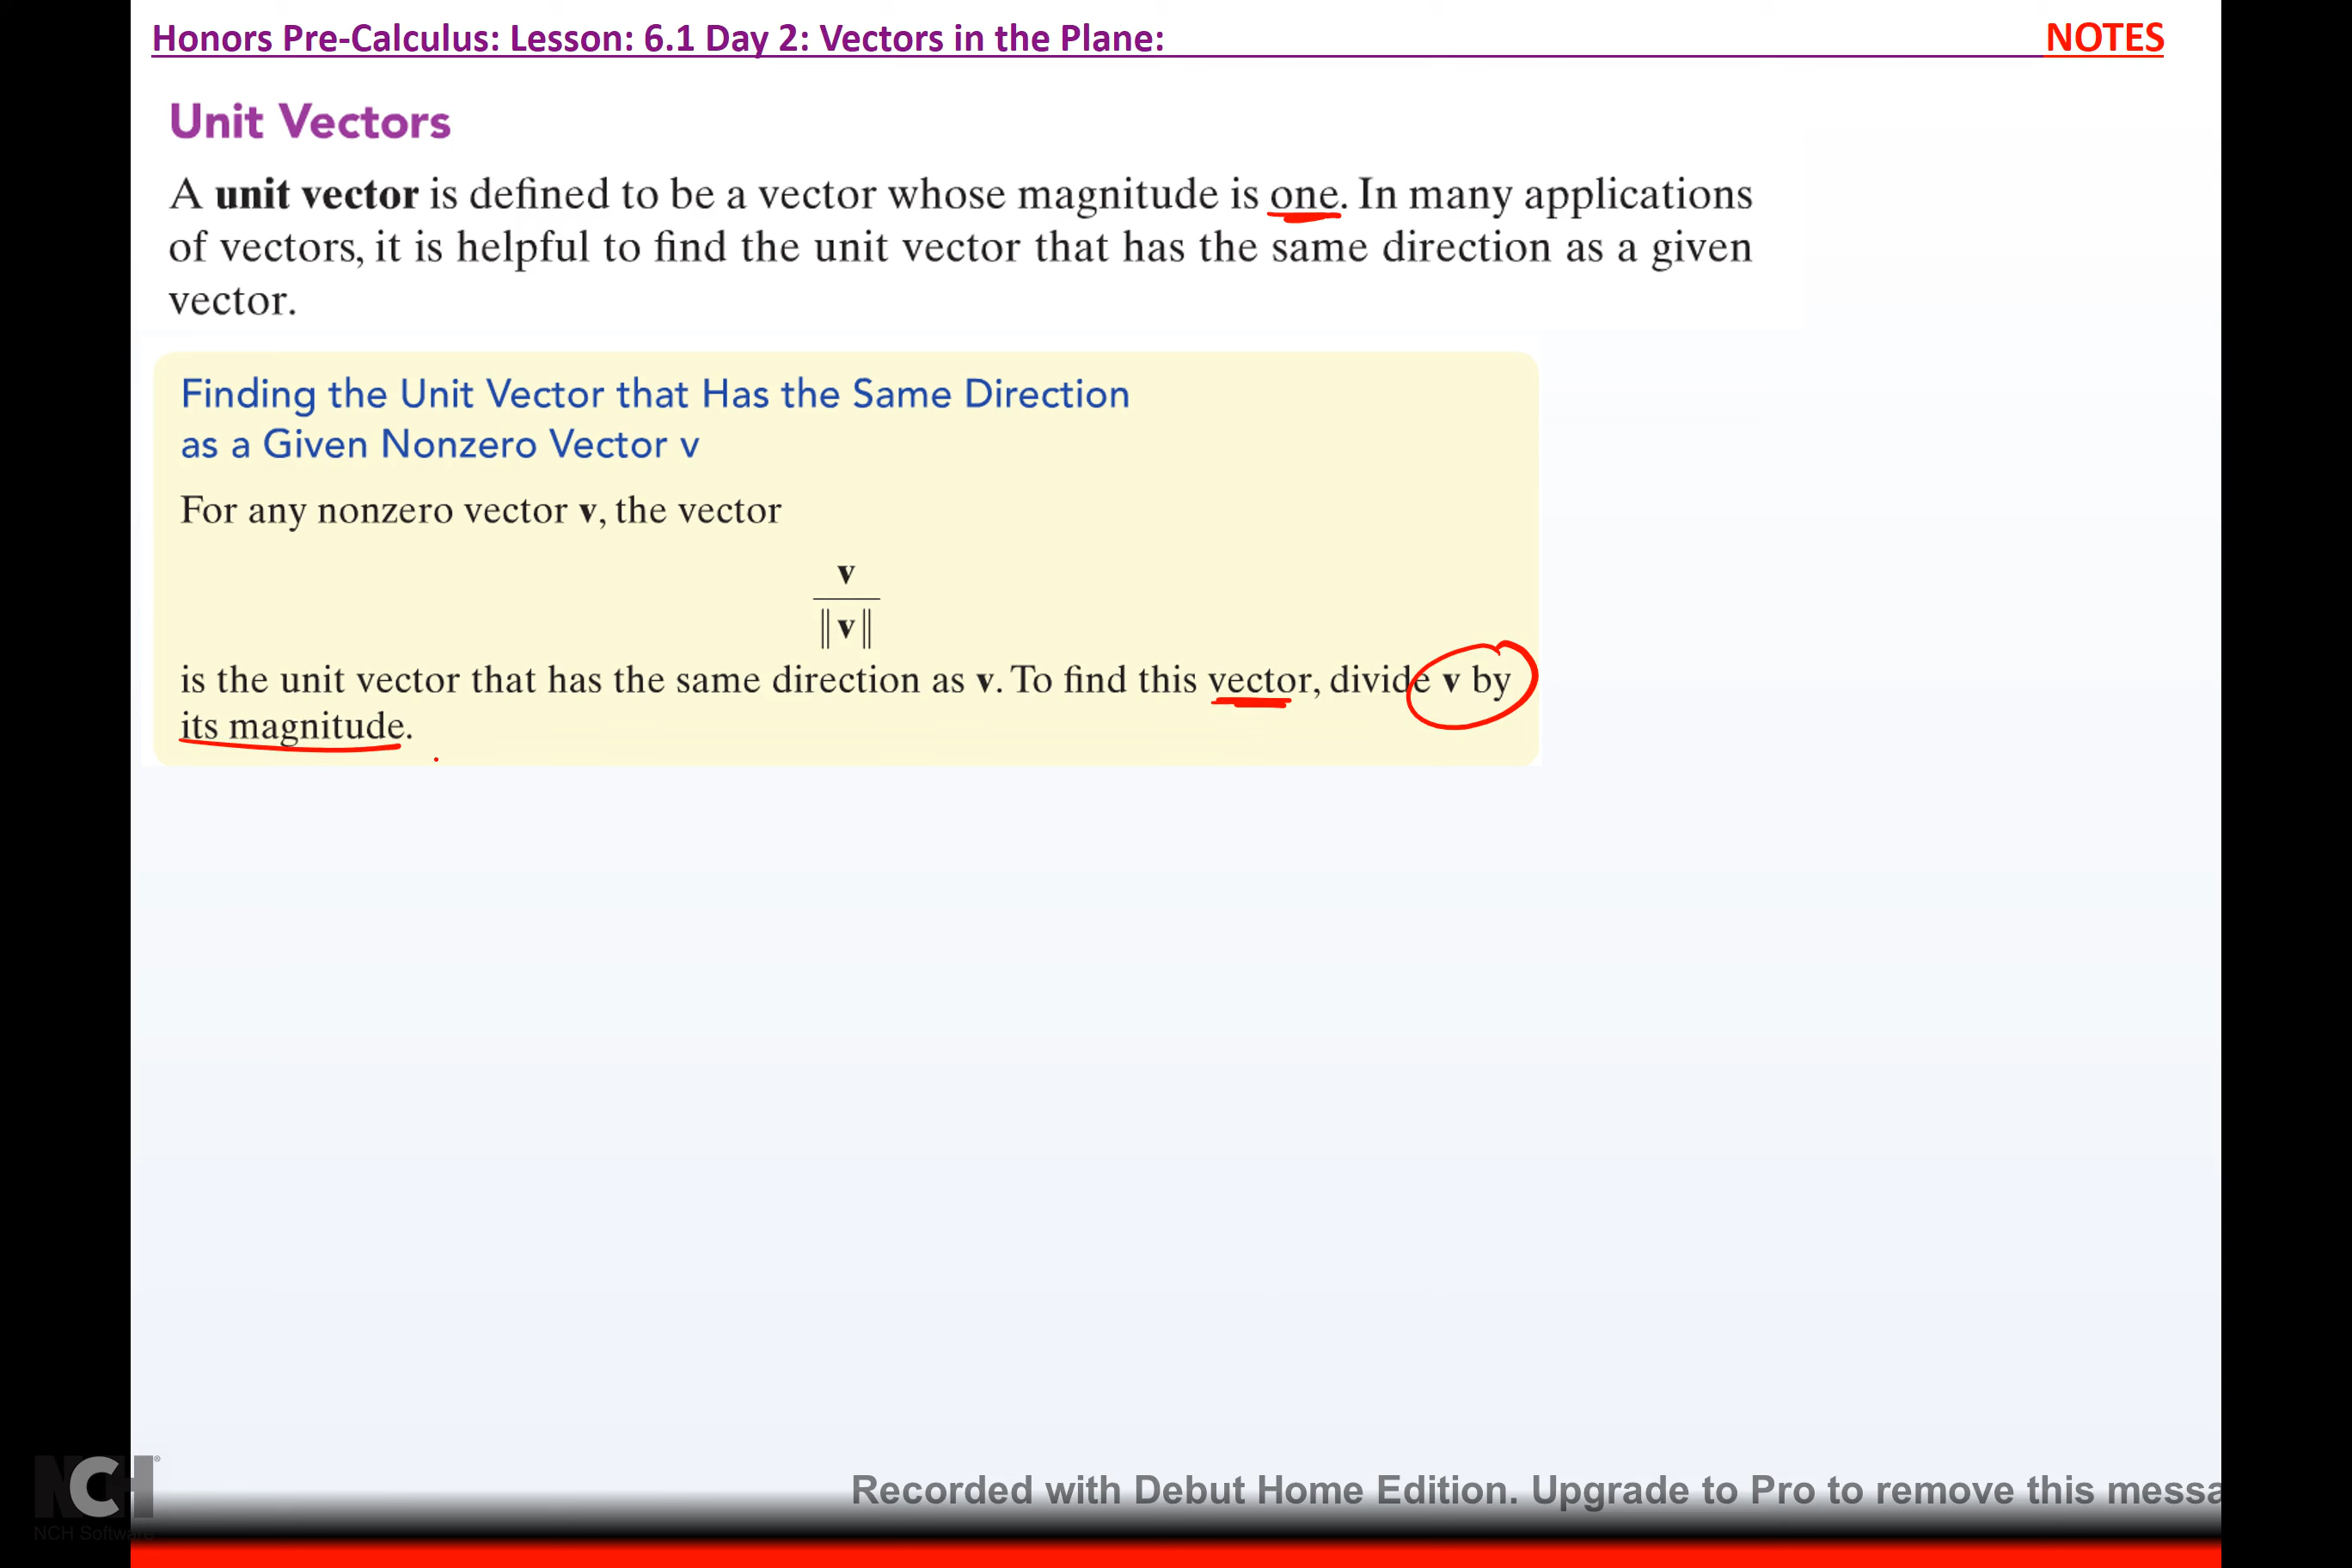 Honors Pre-Calculus: Lesson: 6.1 Day 2: Vectors in the Plane: NOTES
Unit Vectors
A unit vector is defined to be a vector whose magnitude is one. In many applications
of vectors, it is helpful to find the unit vector that has the same direction as a given
vector.
Finding the Unit Vector that Has the Same Direction
as a Given Nonzero Vector v
For any nonzero vector v, the vector
v
‖v‖
is the unit vector that has the same direction as v. To find this vector, divide v by
its magnitude.
NCH®
Recorded with Debut Home Edition. Upgrade to Pro to remove this messa
NCH Software